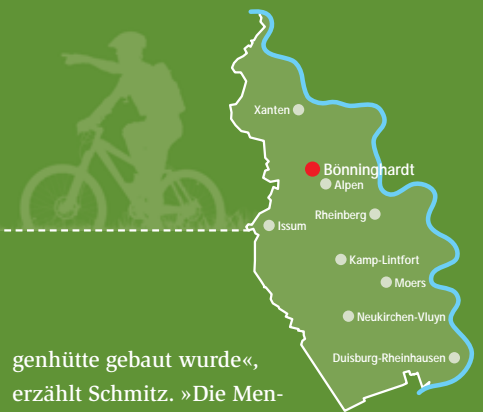 Xanten
Bönninghardt
Alpen
Rheinberg
Issum
Kamp-Lintfort
Moers
Neukirchen-Vluyn
Duisburg-Rheinhausen
genhütte gebaut wurde«,
erzählt Schmitz. »Die Men-